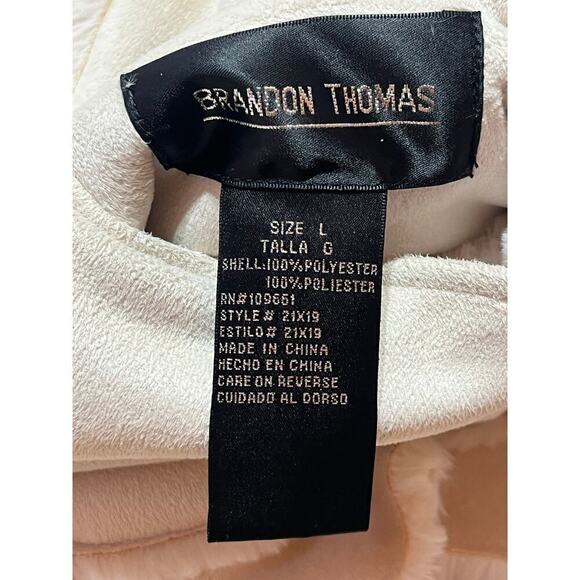 BRANDON THOMAS
SIZE L
TALLA G
SHELL:100%POLYESTER
100%POLIESTER
RN#109661
STYLE# 21X19
ESTILO# 21X19
MADE IN CHINA
HECHO EN CHINA
CARE ON REVERSE
CUIDADO AL DORSO